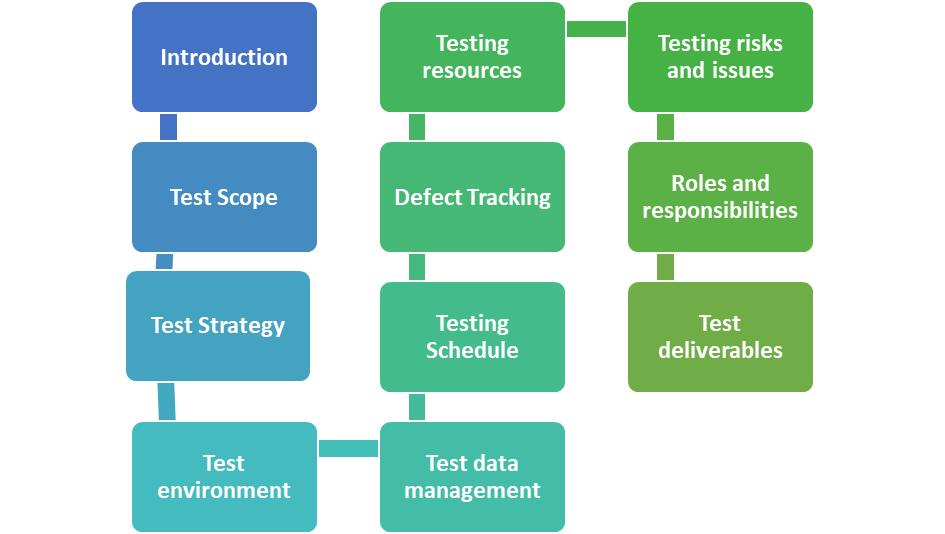 Introduction
Test Scope
Test Strategy
Test
environment
Test data
management
Testing
Schedule
Defect Tracking
Testing
resources
Testing risks
and issues
Roles and
responsibilities
Test
deliverables